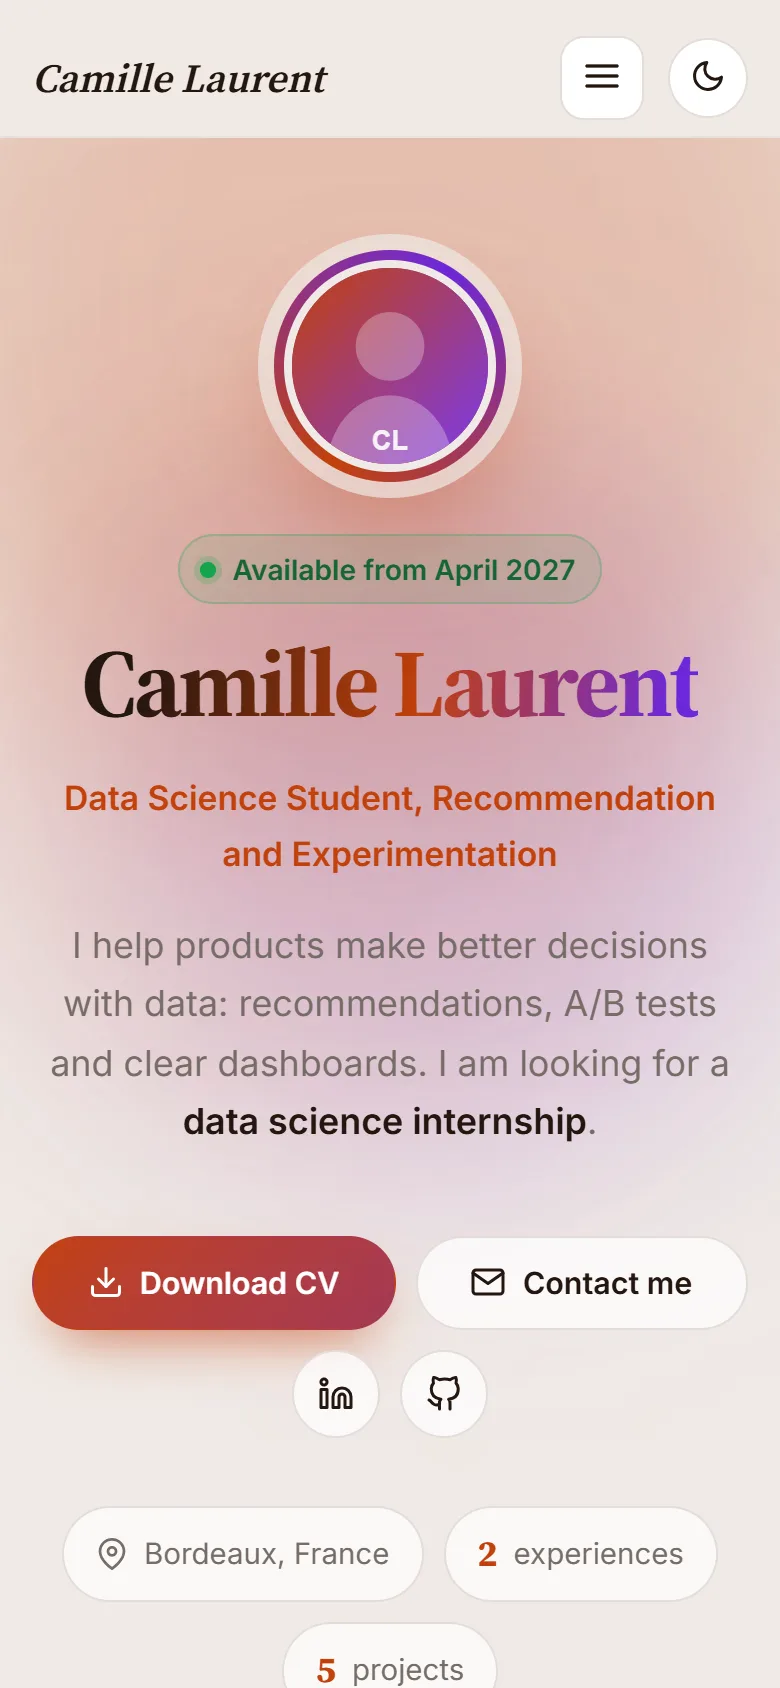 Camille Laurent
CL
Available from April 2027
Camille Laurent
Data Science Student, Recommendation
and Experimentation
I help products make better decisions
with data: recommendations, A/B tests
and clear dashboards. I am looking for a
data science internship.
Download CV
Contact me
in
Bordeaux, France
2 experiences
5 projects